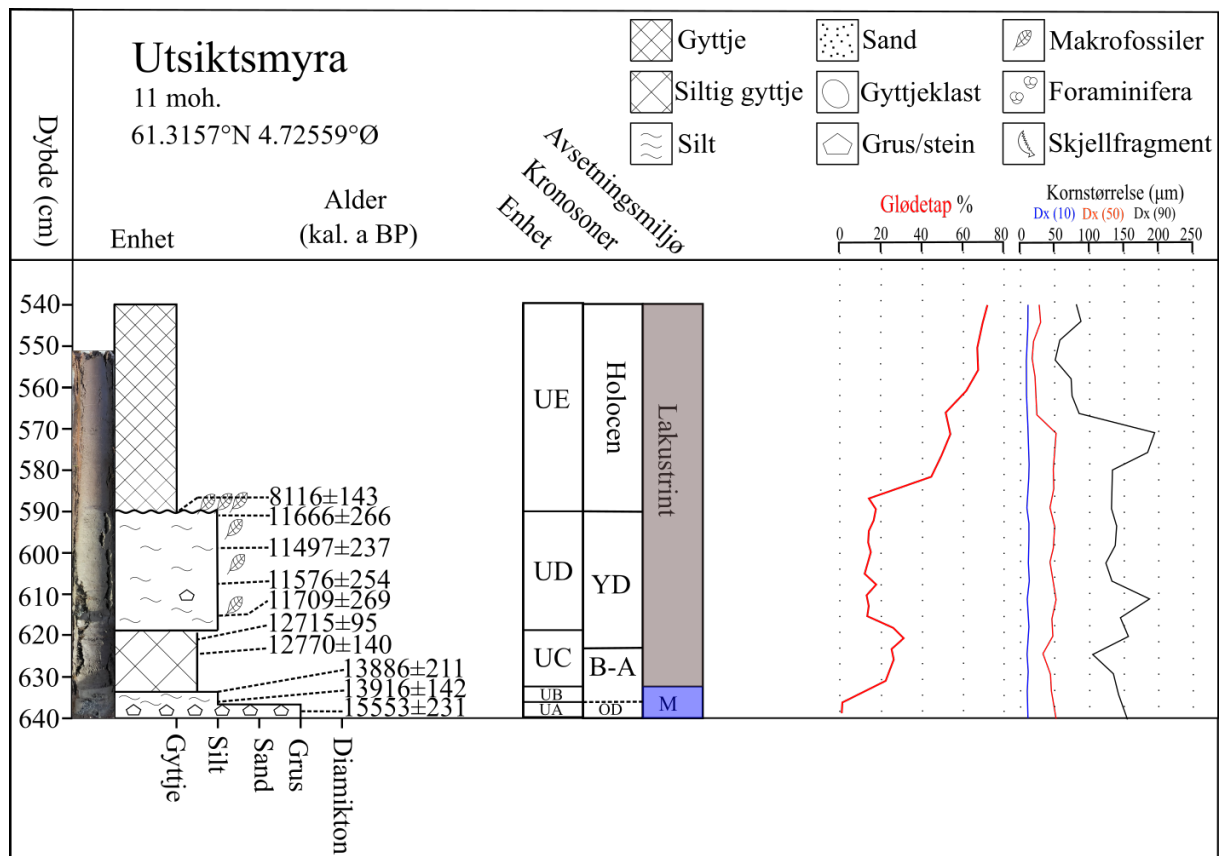 Utsiktsmyra
11 moh.
61.3157°N 4.72559°Ø
Gyttje
Sand
Makrofossiler
Siltig gyttje
Gyttjeklast
Foraminifera
Silt
Grus/stein
Skjellfragment
Dybde (cm)
Enhet
Alder
(kal. a BP)
Enhet
Kronosoner
Avsetningsmiljø
Glødetap %
0 20 40 60 80
Kornstørrelse (µm)
Dx (10) Dx (50) Dx (90)
0 50 100 150 200 250
540
550
560
570
580
590
600
610
620
630
640
8116±143
11666±266
11497±237
11576±254
11709±269
12715±95
12770±140
13886±211
13916±142
15553±231
UE
UD
UC
UB
UA
Holocen
YD
B-A
OD
Lakustrint
M
Gyttje
Silt
Sand
Grus
Diamikton